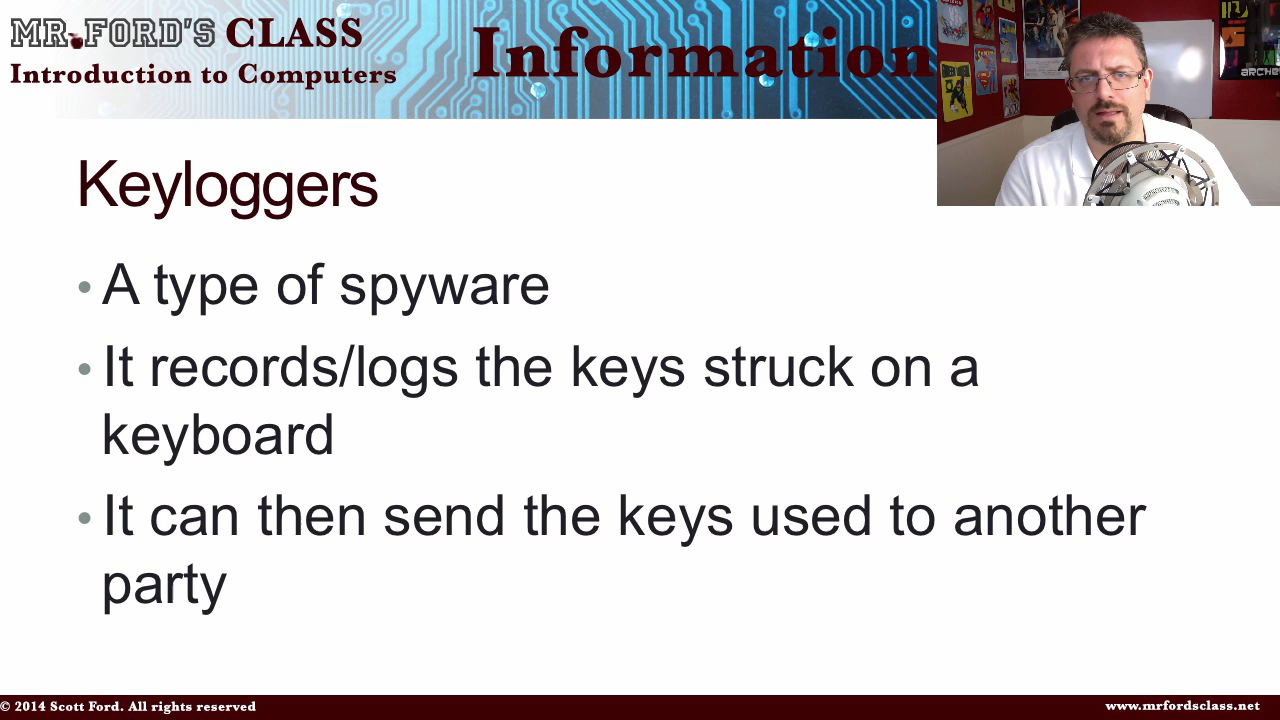 MR. FORD'S CLASS
Introduction to Computers
Information
ARCHE
Keyloggers
• A type of spyware
• It records/logs the keys struck on a
keyboard
• It can then send the keys used to another
party
© 2014 Scott Ford. All rights reserved
www.mrfordsclass.net